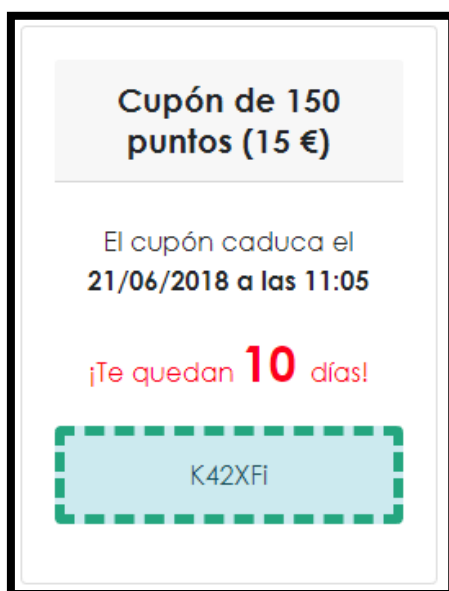 Cupón de 150
puntos (15 €)
El cupón caduca el
21/06/2018 a las 11:05
¡Te quedan 10 días!
K42XFi